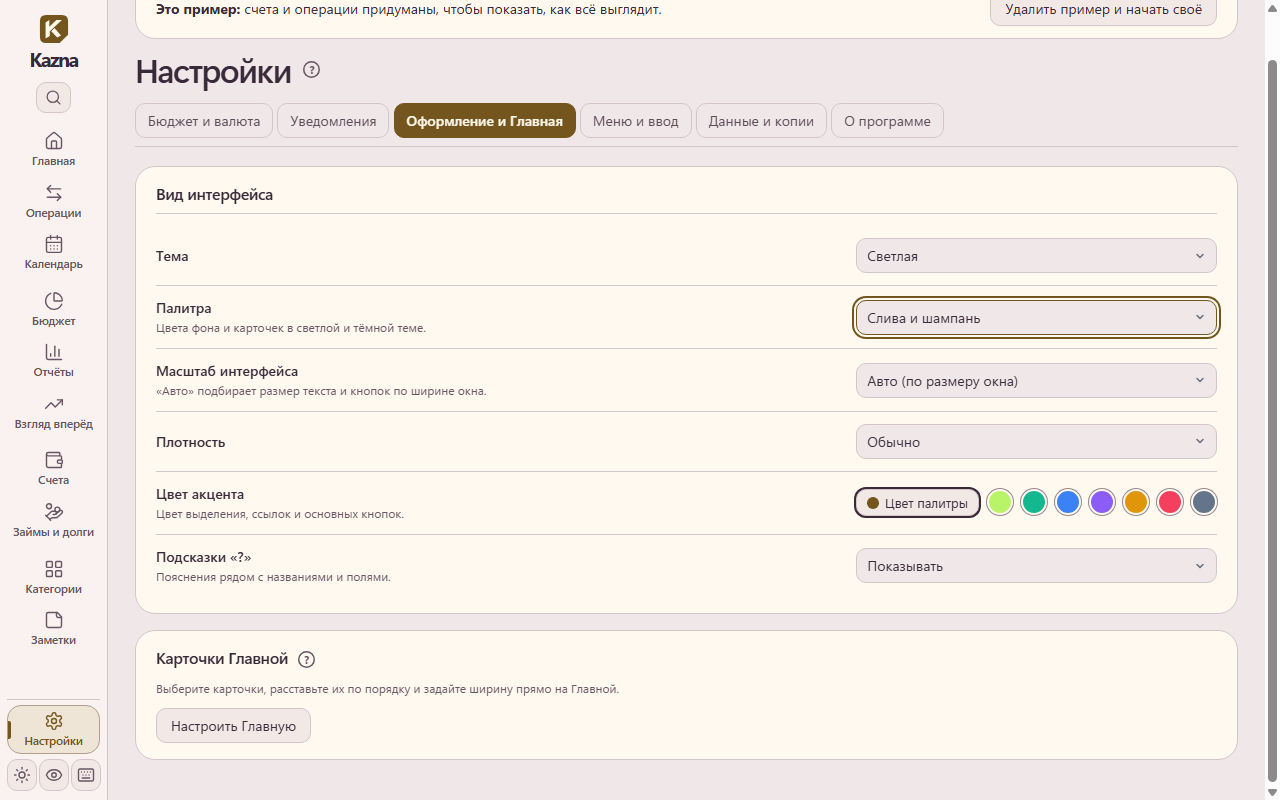 Это пример: счета и операции придуманы, чтобы показать, как всё выглядит.
Удалить пример и начать своё
Kazna
Главная
Операции
Календарь
Бюджет
Отчёты
Взгляд вперёд
Счета
Займы и долги
Категории
Заметки
Настройки
Настройки ?
Бюджет и валюта
Уведомления
Оформление и Главная
Меню и ввод
Данные и копии
О программе
Вид интерфейса
Тема
Светлая
Палитра
Цвета фона и карточек в светлой и тёмной теме.
Слива и шампань
Масштаб интерфейса
«Авто» подбирает размер текста и кнопок по ширине окна.
Авто (по размеру окна)
Плотность
Обычно
Цвет акцента
Цвет выделения, ссылок и основных кнопок.
Цвет палитры
Подсказки «?»
Пояснения рядом с названиями и полями.
Показывать
Карточки Главной ?
Выберите карточки, расставьте их по порядку и задайте ширину прямо на Главной.
Настроить Главную